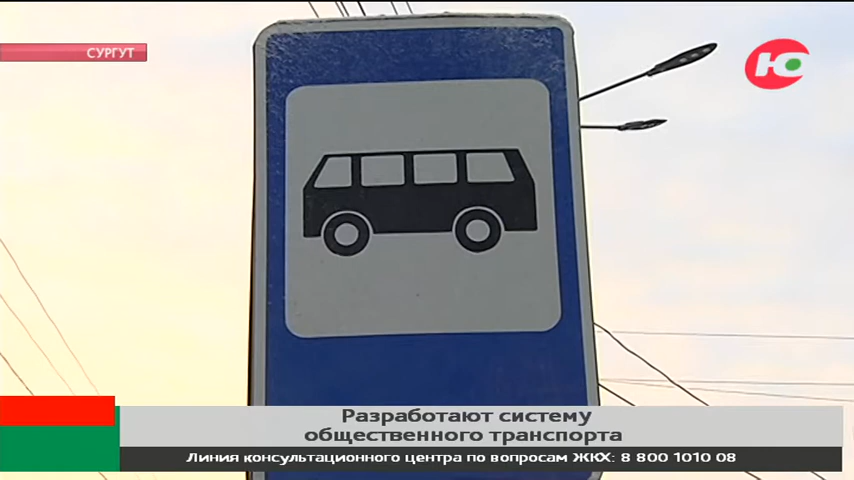 СУРГУТ
Ю
Разработают систему
общественного транспорта
Линия консультационного центра по вопросам ЖКХ: 8 800 1010 08